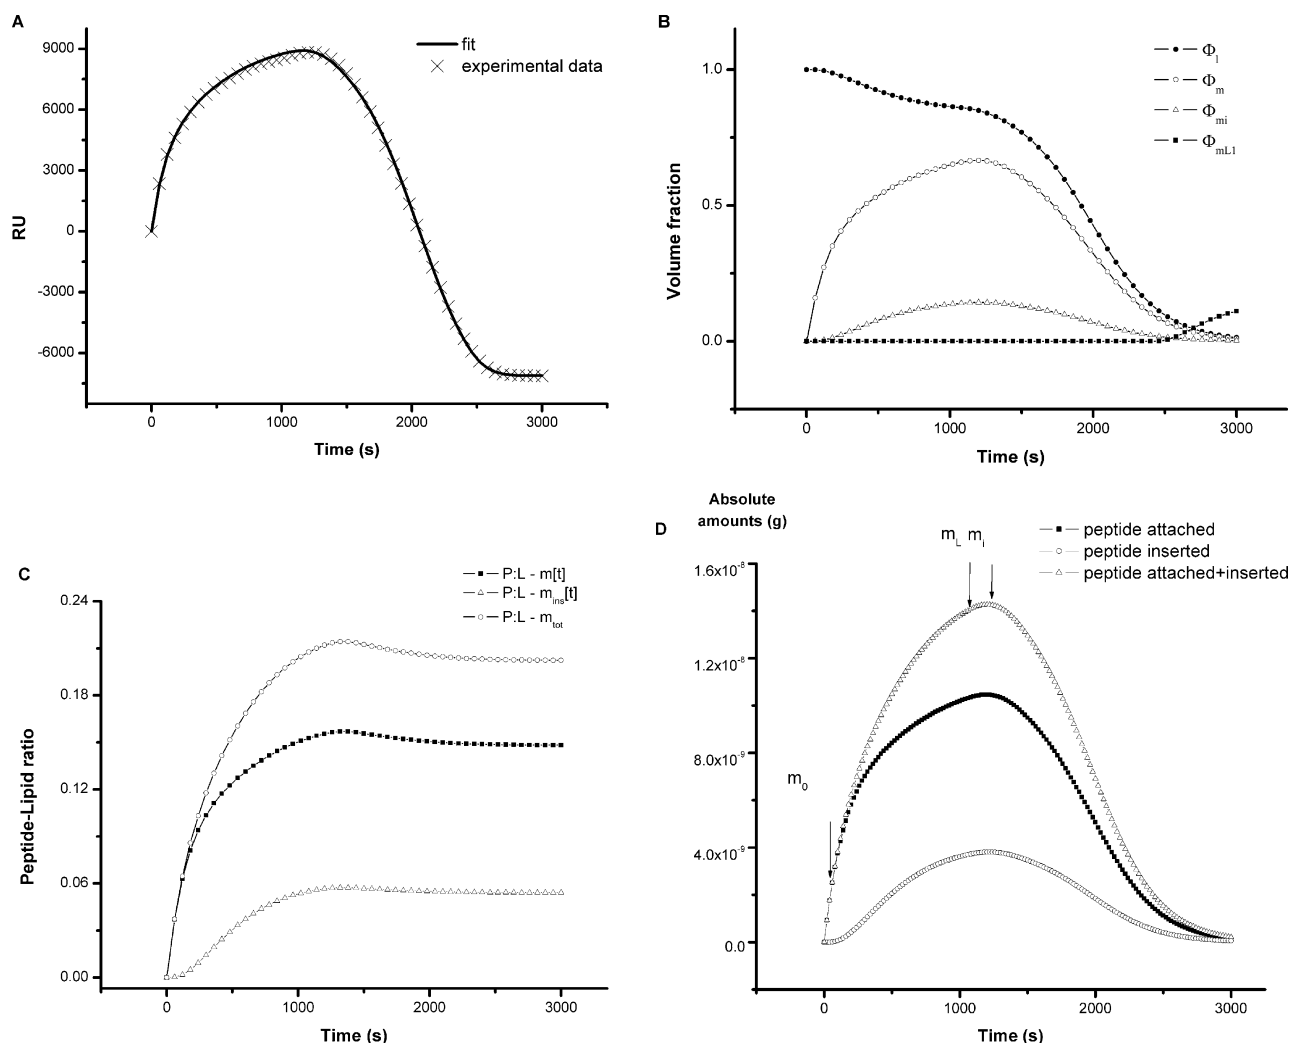 A
9000
6000
3000
0
-3000
-6000
RU
fit
experimental data
0
1000
2000
3000
Time (s)
B
1.0
0.5
0.0
Volume fraction
Φl
Φm
Φmi
ΦmL1
0
1000
2000
3000
Time (s)
C
0.24
0.18
0.12
0.06
0.00
Peptide-Lipid ratio
P:L - m[t]
P:L - mins[t]
P:L - mtot
0
1000
2000
3000
Time (s)
Absolute
amounts (g)
D
1.6x10-8
1.2x10-8
8.0x10-9
4.0x10-9
0.0
m0
mL mi
peptide attached
peptide inserted
peptide attached+inserted
0
1000
2000
3000
Time (s)